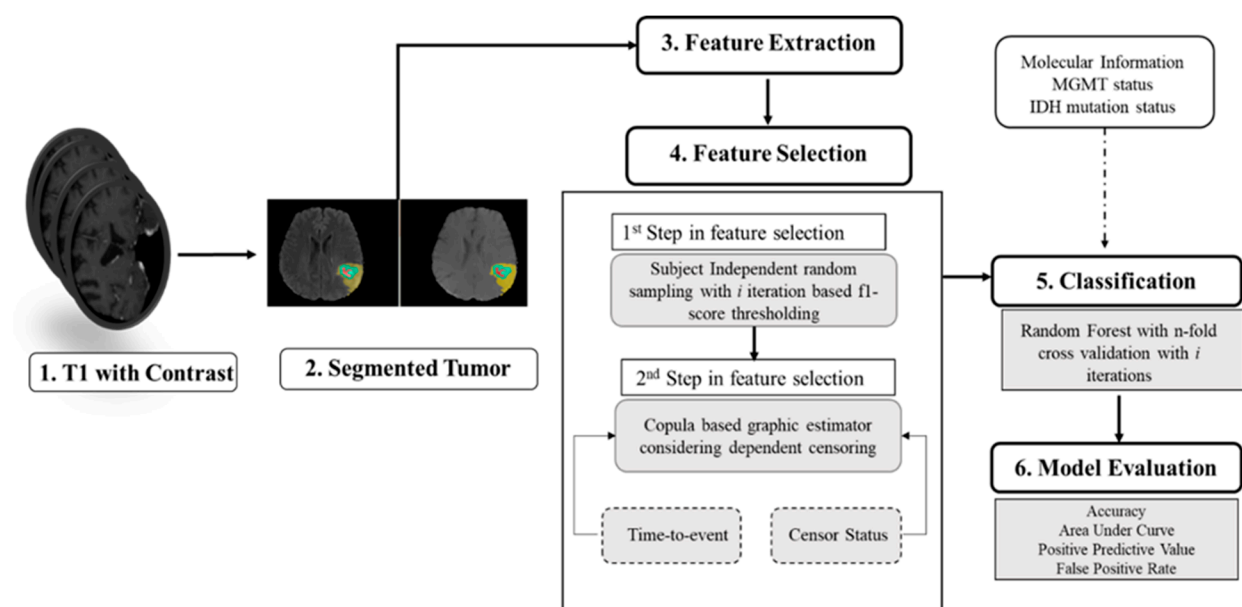 1. T1 with Contrast
2. Segmented Tumor
3. Feature Extraction
4. Feature Selection
1st Step in feature selection
Subject Independent random
sampling with i iteration based f1-
score thresholding
2nd Step in feature selection
Copula based graphic estimator
considering dependent censoring
Time-to-event
Censor Status
Molecular Information
MGMT status
IDH mutation status
5. Classification
Random Forest with n-fold
cross validation with i
iterations
6. Model Evaluation
Accuracy
Area Under Curve
Positive Predictive Value
False Positive Rate